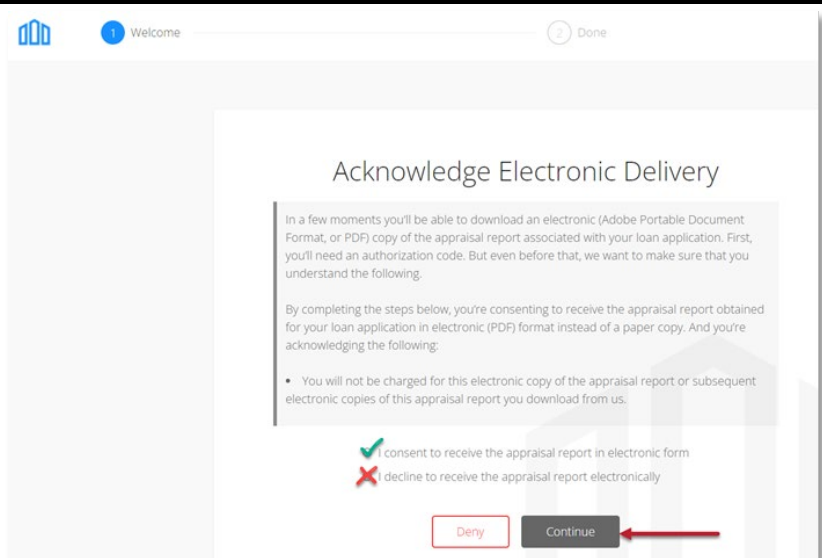 1 Welcome
2 Done
Acknowledge Electronic Delivery
In a few moments you'll be able to download an electronic (Adobe Portable Document
Format, or PDF) copy of the appraisal report associated with your loan application. First,
you'll need an authorization code. But even before that, we want to make sure that you
understand the following.
By completing the steps below, you're consenting to receive the appraisal report obtained
for your loan application in electronic (PDF) format instead of a paper copy. And you're
acknowledging the following:
• You will not be charged for this electronic copy of the appraisal report or subsequent
electronic copies of this appraisal report you download from us.
I consent to receive the appraisal report in electronic form
I decline to receive the appraisal report electronically
Deny
Continue